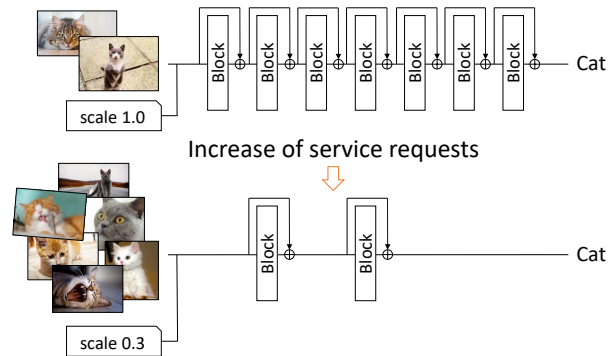 Block Block Block Block Block Block Block
Cat
scale 1.0
Increase of service requests
Block Block
Cat
scale 0.3